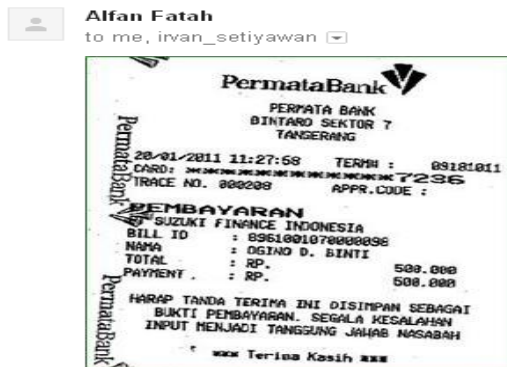 Alfan Fatah
to me, irvan_setiyawan
PermataBank
PERMATA BANK
BINTARO SEKTOR 7
TANGERANG
20/01/2011 11:27:58 TERM# : 09181011
CARD: ****************7236
TRACE NO. 000208 APPR.CODE :
PEMBAYARAN
SUZUKI FINANCE INDONESIA
BILL ID : 8961001070000098
NAMA : OGINO D. BINTI
TOTAL : RP. 500.000
PAYMENT . : RP. 500.000
HARAP TANDA TERIMA INI DISIMPAN SEBAGAI
BUKTI PEMBAYARAN. SEGALA KESALAHAN
INPUT MENJADI TANGGUNG JAWAB NASABAH
*** Terima Kasih ***
PermataBank
PermataBank